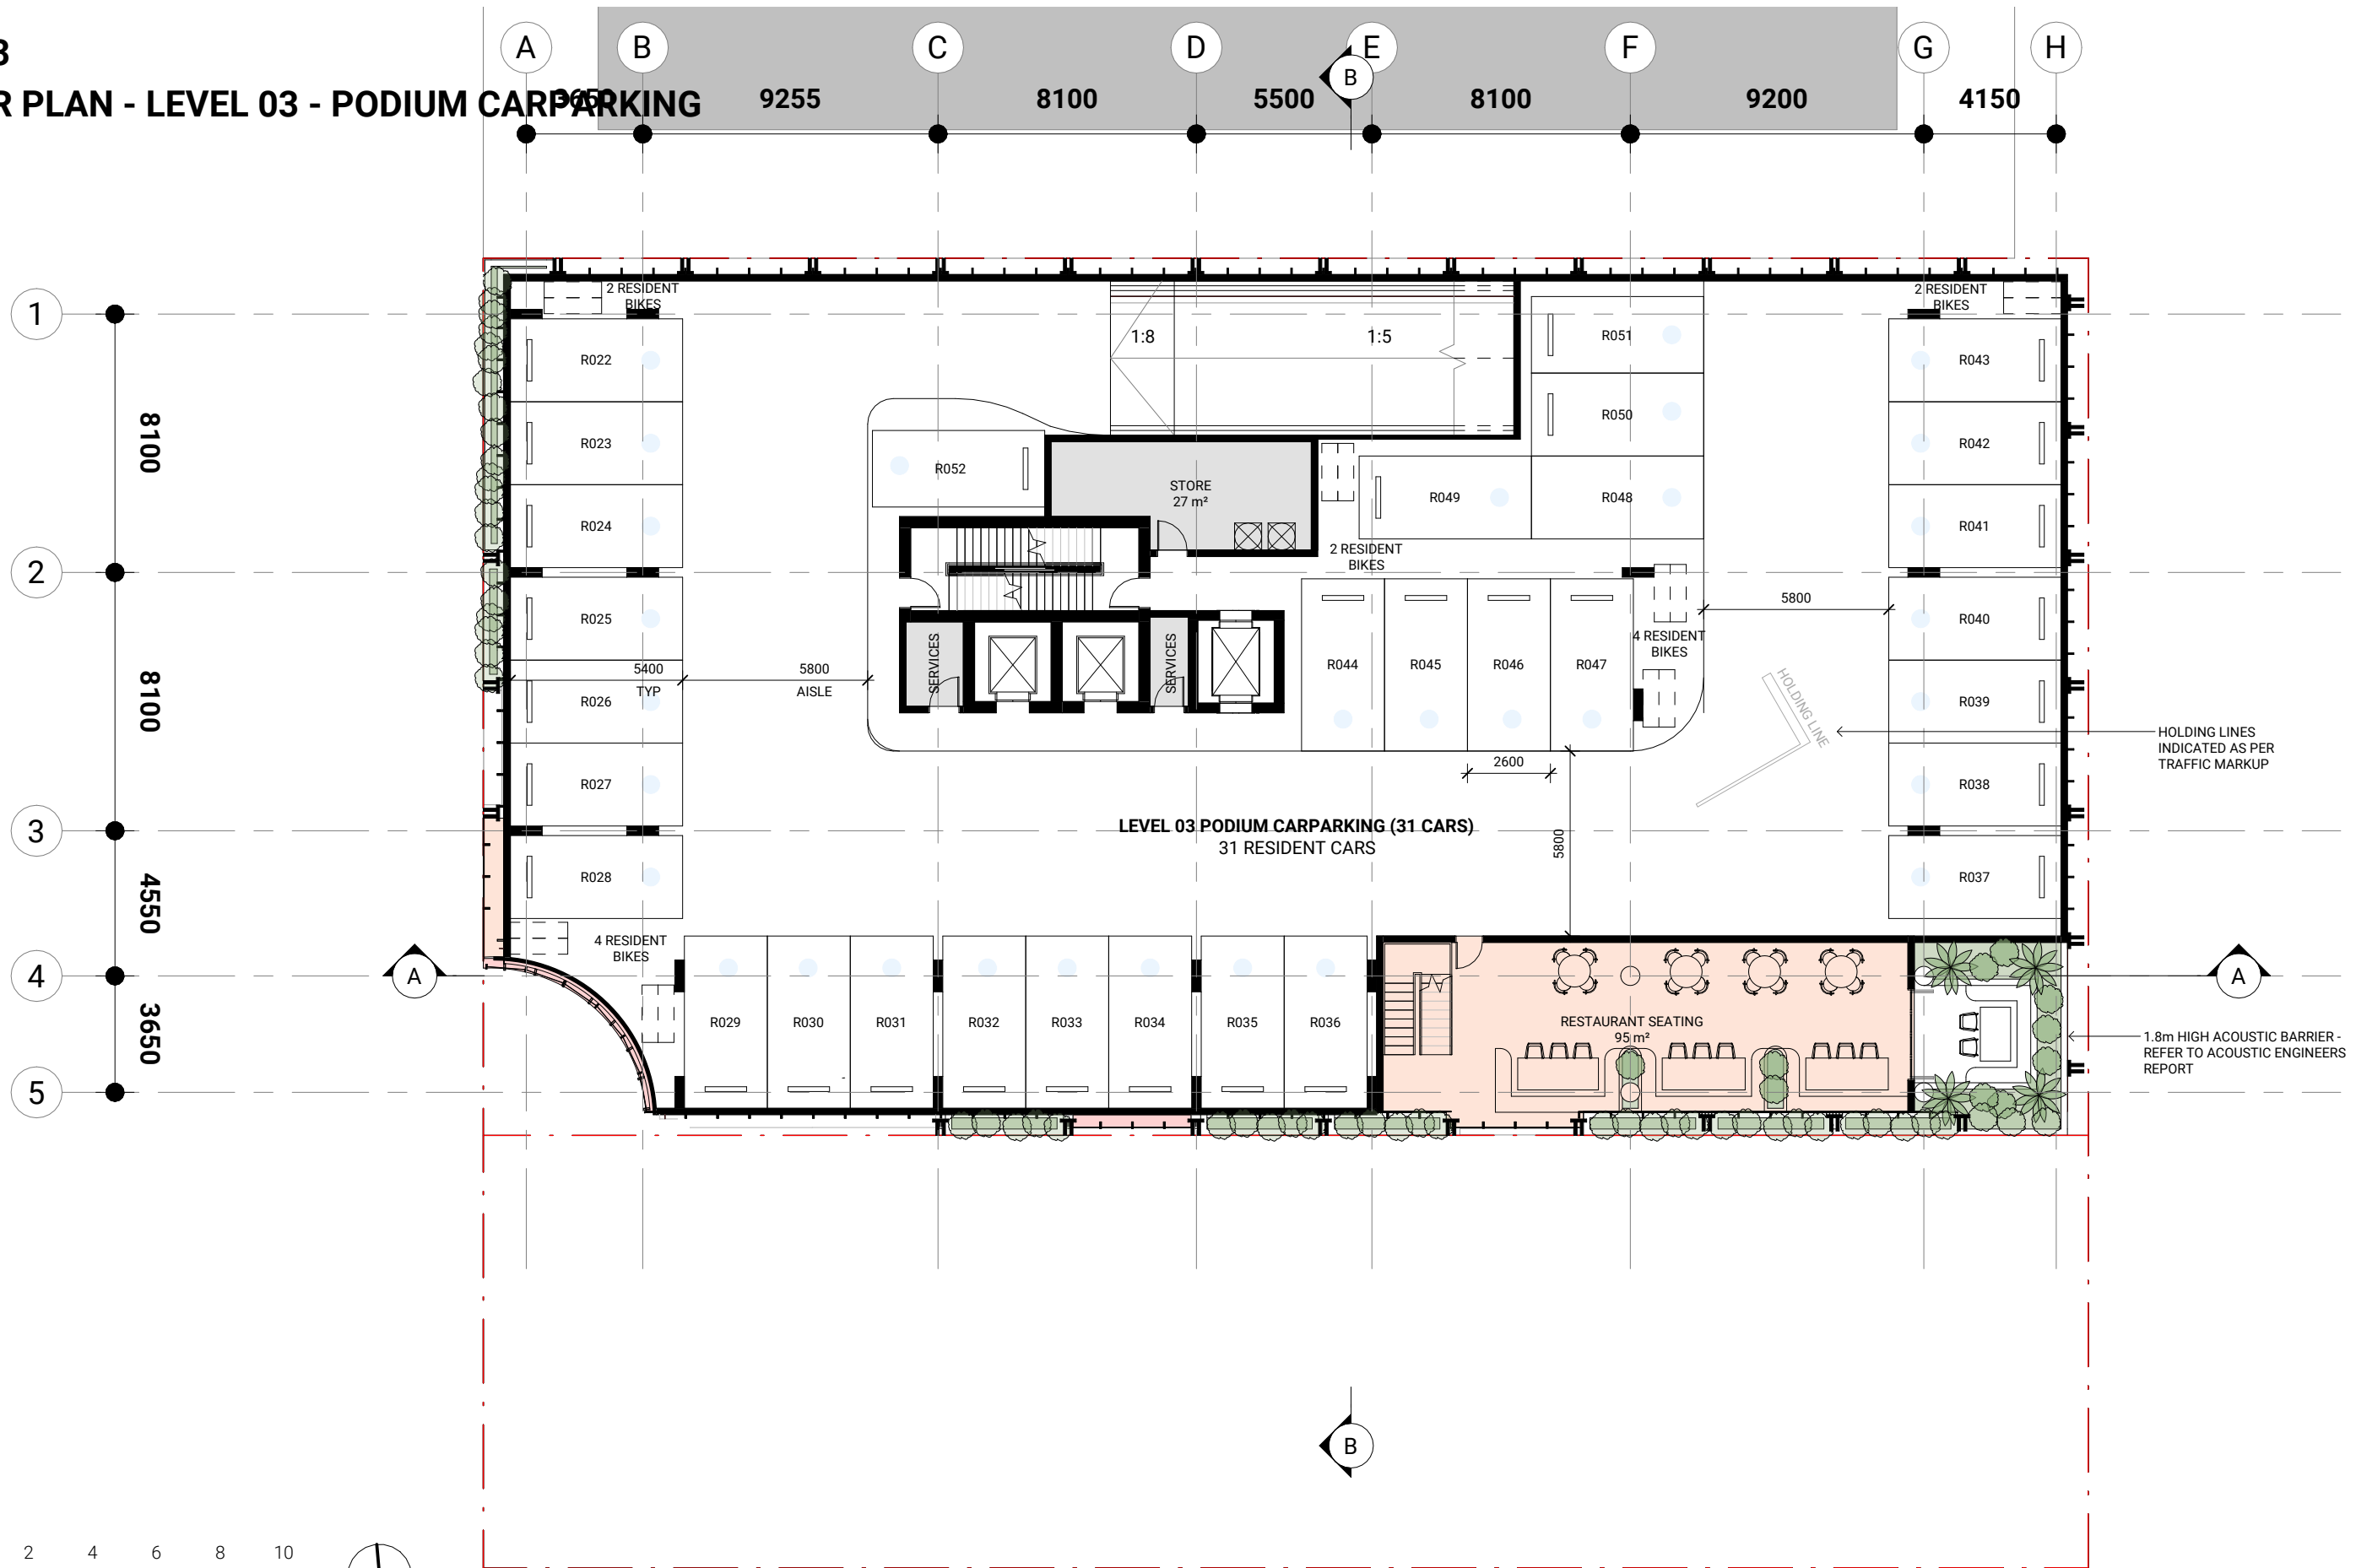 A B C D E F G H
B
3
R PLAN - LEVEL 03 - PODIUM CARPARKING
3650 9255 8100 5500 8100 9200 4150
1
2
3
4
5
8100
8100
4550
3650
2 RESIDENT
BIKES
2 RESIDENT
BIKES
1:8
1:5
R022
R023
R024
R025
R026
R027
R028
5400
TYP
5800
AISLE
R052
STORE
27 m²
SERVICES
SERVICES
2 RESIDENT
BIKES
R051
R050
R049
R048
R044
R045
R046
R047
4 RESIDENT
BIKES
2600
5800
5800
R043
R042
R041
R040
R039
R038
R037
HOLDING LINE
HOLDING LINES
INDICATED AS PER
TRAFFIC MARKUP
LEVEL 03 PODIUM CARPARKING (31 CARS)
31 RESIDENT CARS
4 RESIDENT
BIKES
A
A
R029
R030
R031
R032
R033
R034
R035
R036
RESTAURANT SEATING
95 m²
1.8m HIGH ACOUSTIC BARRIER -
REFER TO ACOUSTIC ENGINEERS
REPORT
B
2 4 6 8 10